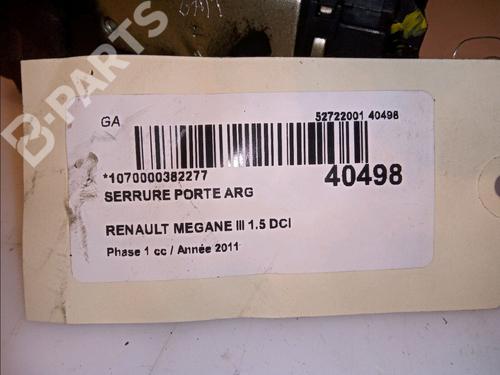 B-PARTS
GA
52722001 40498
*1070000382277
40498
SERRURE PORTE ARG
RENAULT MEGANE III 1.5 DCI
Phase 1 cc / Année 2011